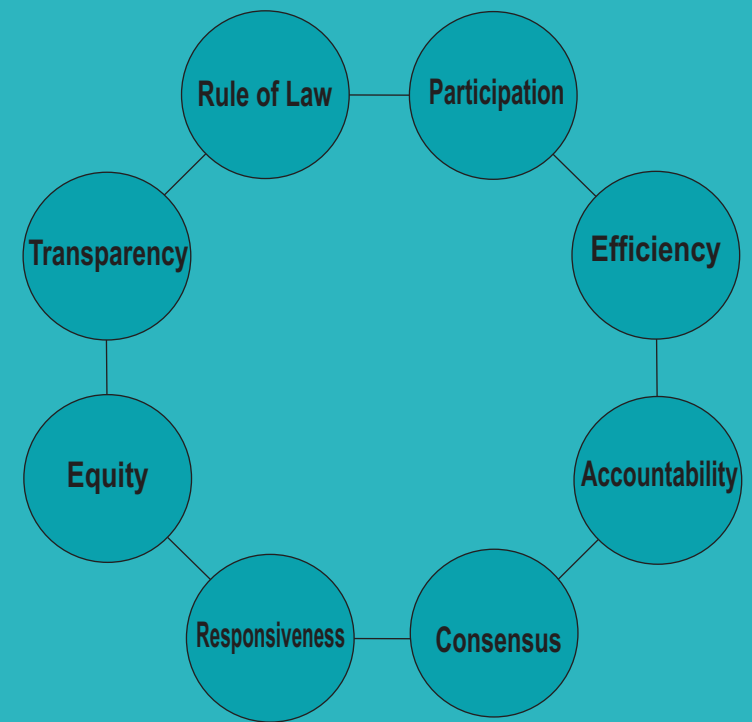 Rule of Law
Participation
Transparency
Efficiency
Equity
Accountability
Responsiveness
Consensus